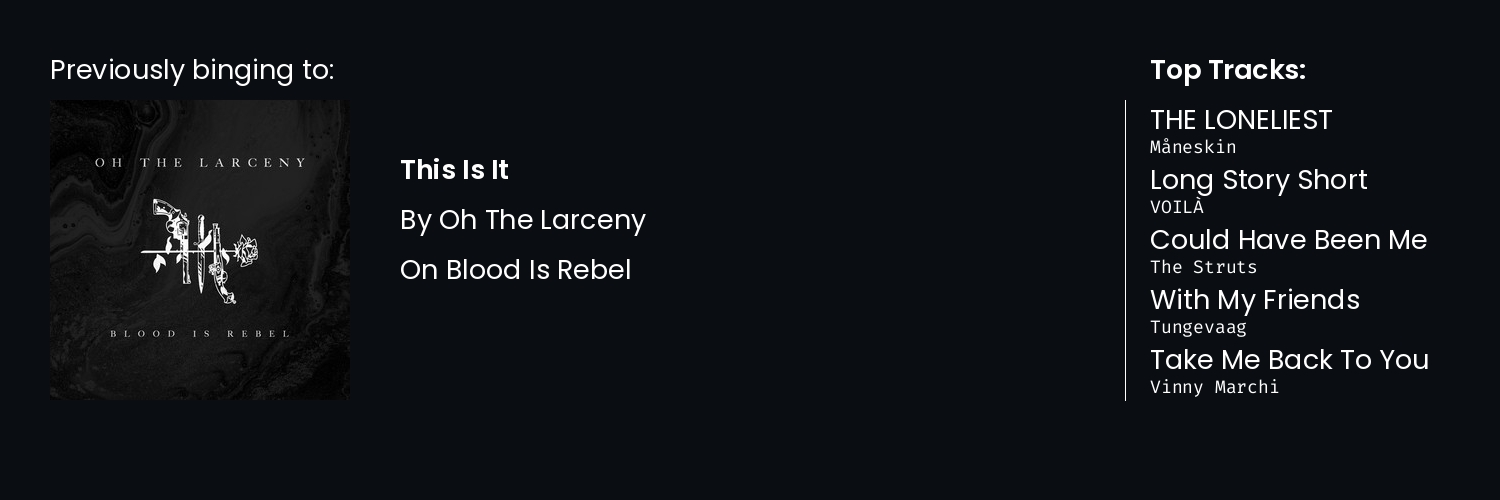 Previously binging to:
OH THE LARCENY
BLOOD IS REBEL
This Is It
By Oh The Larceny
On Blood Is Rebel
Top Tracks:
THE LONELIEST
Måneskin
Long Story Short
VOILÀ
Could Have Been Me
The Struts
With My Friends
Tungevaag
Take Me Back To You
Vinny Marchi